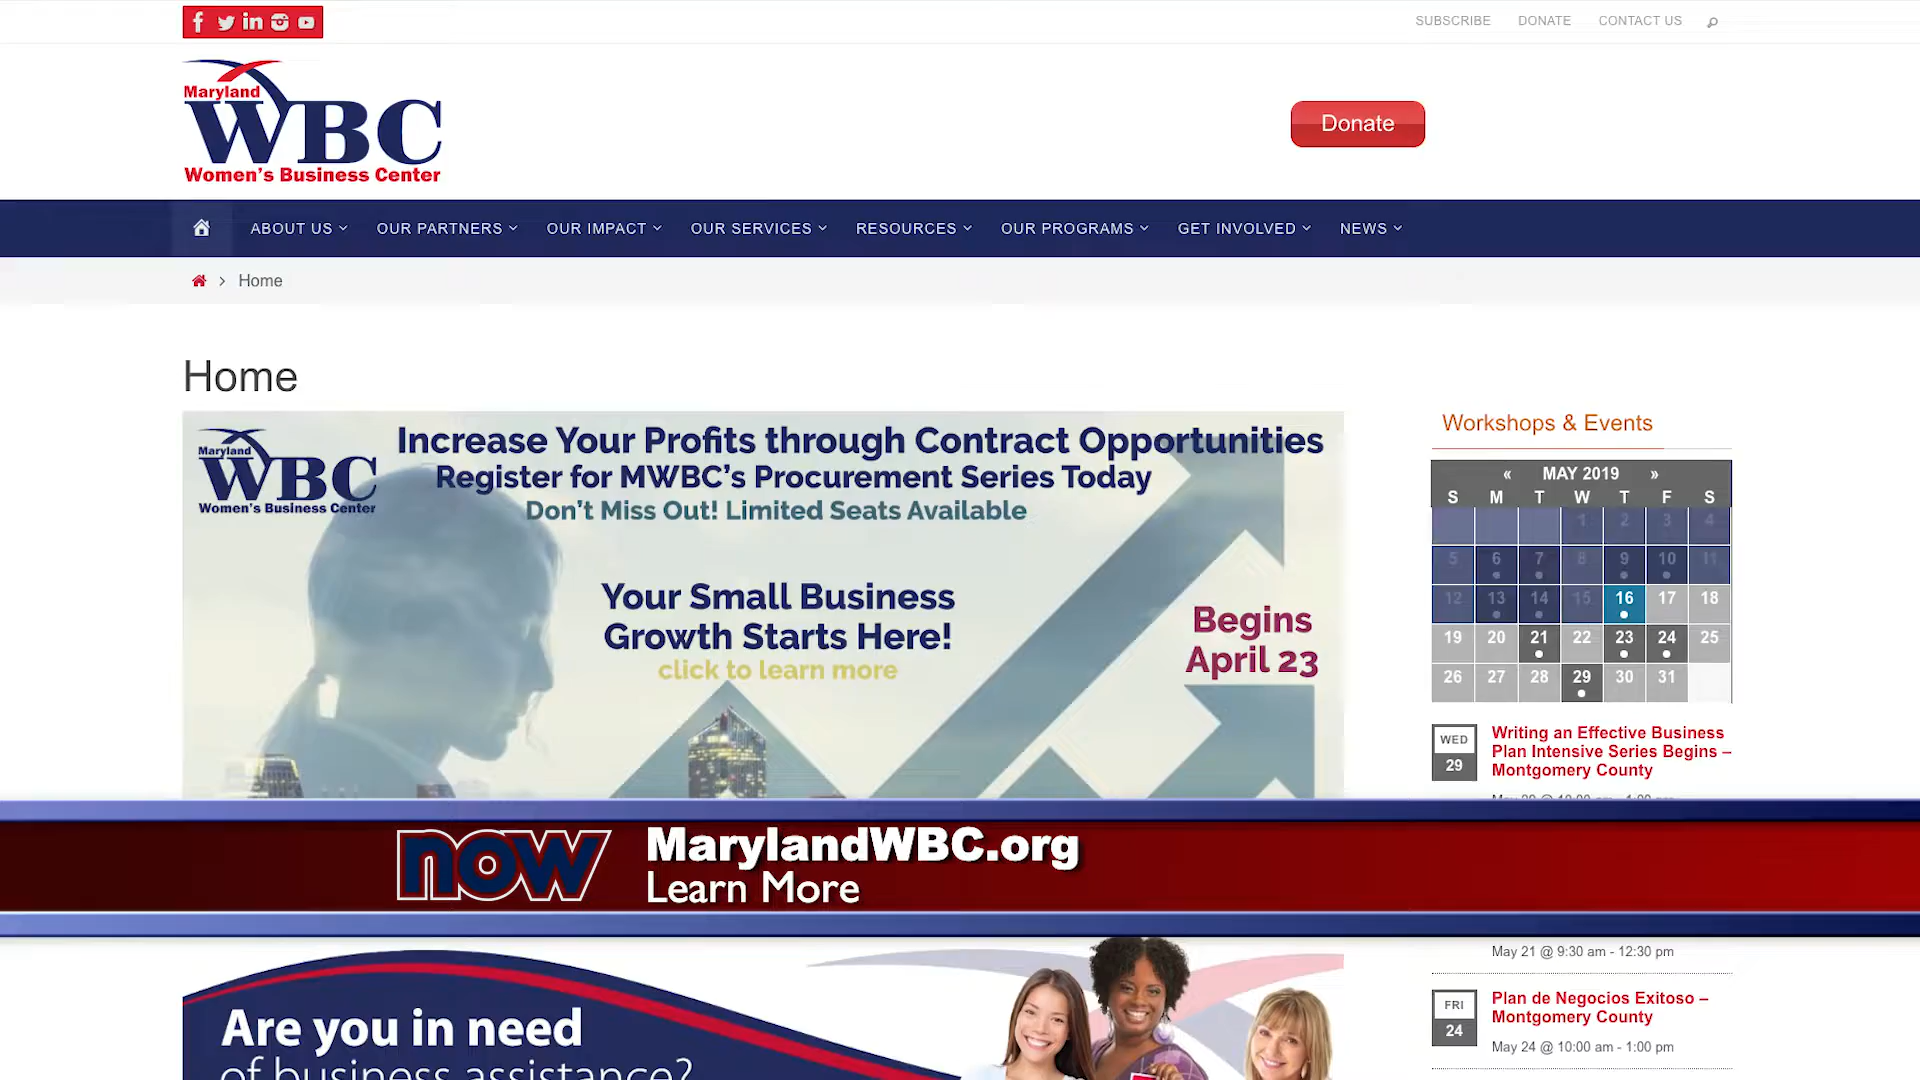 SUBSCRIBE DONATE CONTACT US
Maryland
WBC
Women's Business Center
Donate
ABOUT US OUR PARTNERS OUR IMPACT OUR SERVICES RESOURCES OUR PROGRAMS GET INVOLVED NEWS
Home
Home
Maryland
WBC
Women's Business Center
Increase Your Profits through Contract Opportunities
Register for MWBC's Procurement Series Today
Don't Miss Out! Limited Seats Available
Your Small Business
Growth Starts Here!
click to learn more
Begins
April 23
Workshops & Events
« MAY 2019 »
S M T W T F S
1 2 3 4
5 6 7 8 9 10 11
12 13 14 15 16 17 18
19 20 21 22 23 24 25
26 27 28 29 30 31
WED
29
Writing an Effective Business
Plan Intensive Series Begins –
Montgomery County
now
MarylandWBC.org
Learn More
May 21 @ 9:30 am - 12:30 pm
FRI
24
Plan de Negocios Exitoso –
Montgomery County
May 24 @ 10:00 am - 1:00 pm
Are you in need
of business assistance?